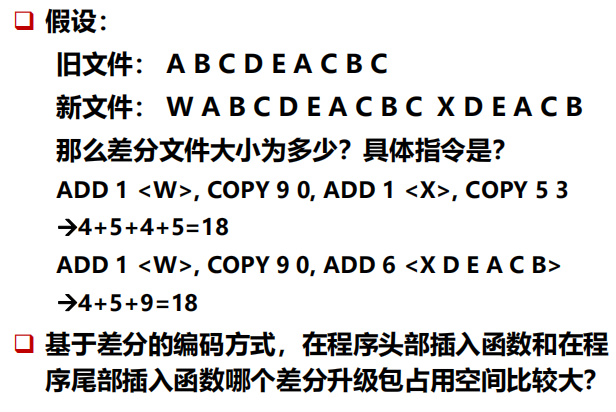 假设：
旧文件： A B C D E A C B C
新文件： W A B C D E A C B C X D E A C B
那么差分文件大小为多少？具体指令是？
ADD 1 <W>, COPY 9 0, ADD 1 <X>, COPY 5 3
→4+5+4+5=18
ADD 1 <W>, COPY 9 0, ADD 6 <X D E A C B>
→4+5+9=18
基于差分的编码方式，在程序头部插入函数和在程
序尾部插入函数哪个差分升级包占用空间比较大？